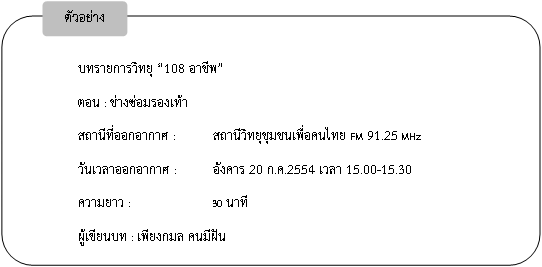 ตัวอย่าง
บทรายการวิทยุ “108 อาชีพ”
ตอน : ช่างซ่อมรองเท้า
สถานีที่ออกอากาศ : สถานีวิทยุชุมชนเพื่อคนไทย FM 91.25 MHz
วันเวลาออกอากาศ : อังคาร 20 ก.ค.2554 เวลา 15.00-15.30
ความยาว : 30 นาที
ผู้เขียนบท : เพียงกมล คนมีฝัน